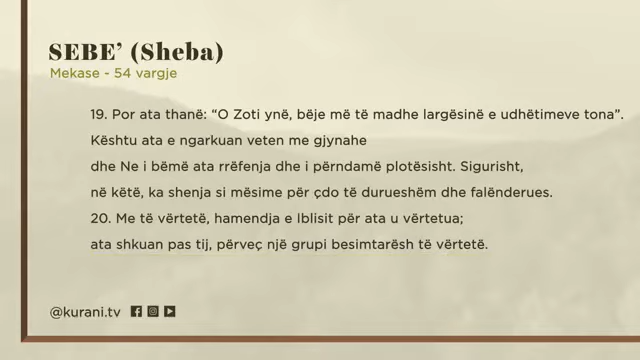 SEBE’ (Sheba)
Mekase - 54 vargje
19. Por ata thanë: “O Zoti ynë, bëje më të madhe largësinë e udhëtimeve tona”.
Kështu ata e ngarkuan veten me gjynahe
dhe Ne i bëmë ata rrëfenja dhe i përndamë plotësisht. Sigurisht,
në këtë, ka shenja si mësime për çdo të durueshëm dhe falënderues.
20. Me të vërtetë, hamendja e Iblisit për ata u vërtetua;
ata shkuan pas tij, përveç një grupi besimtarësh të vërtetë.
@kurani.tv